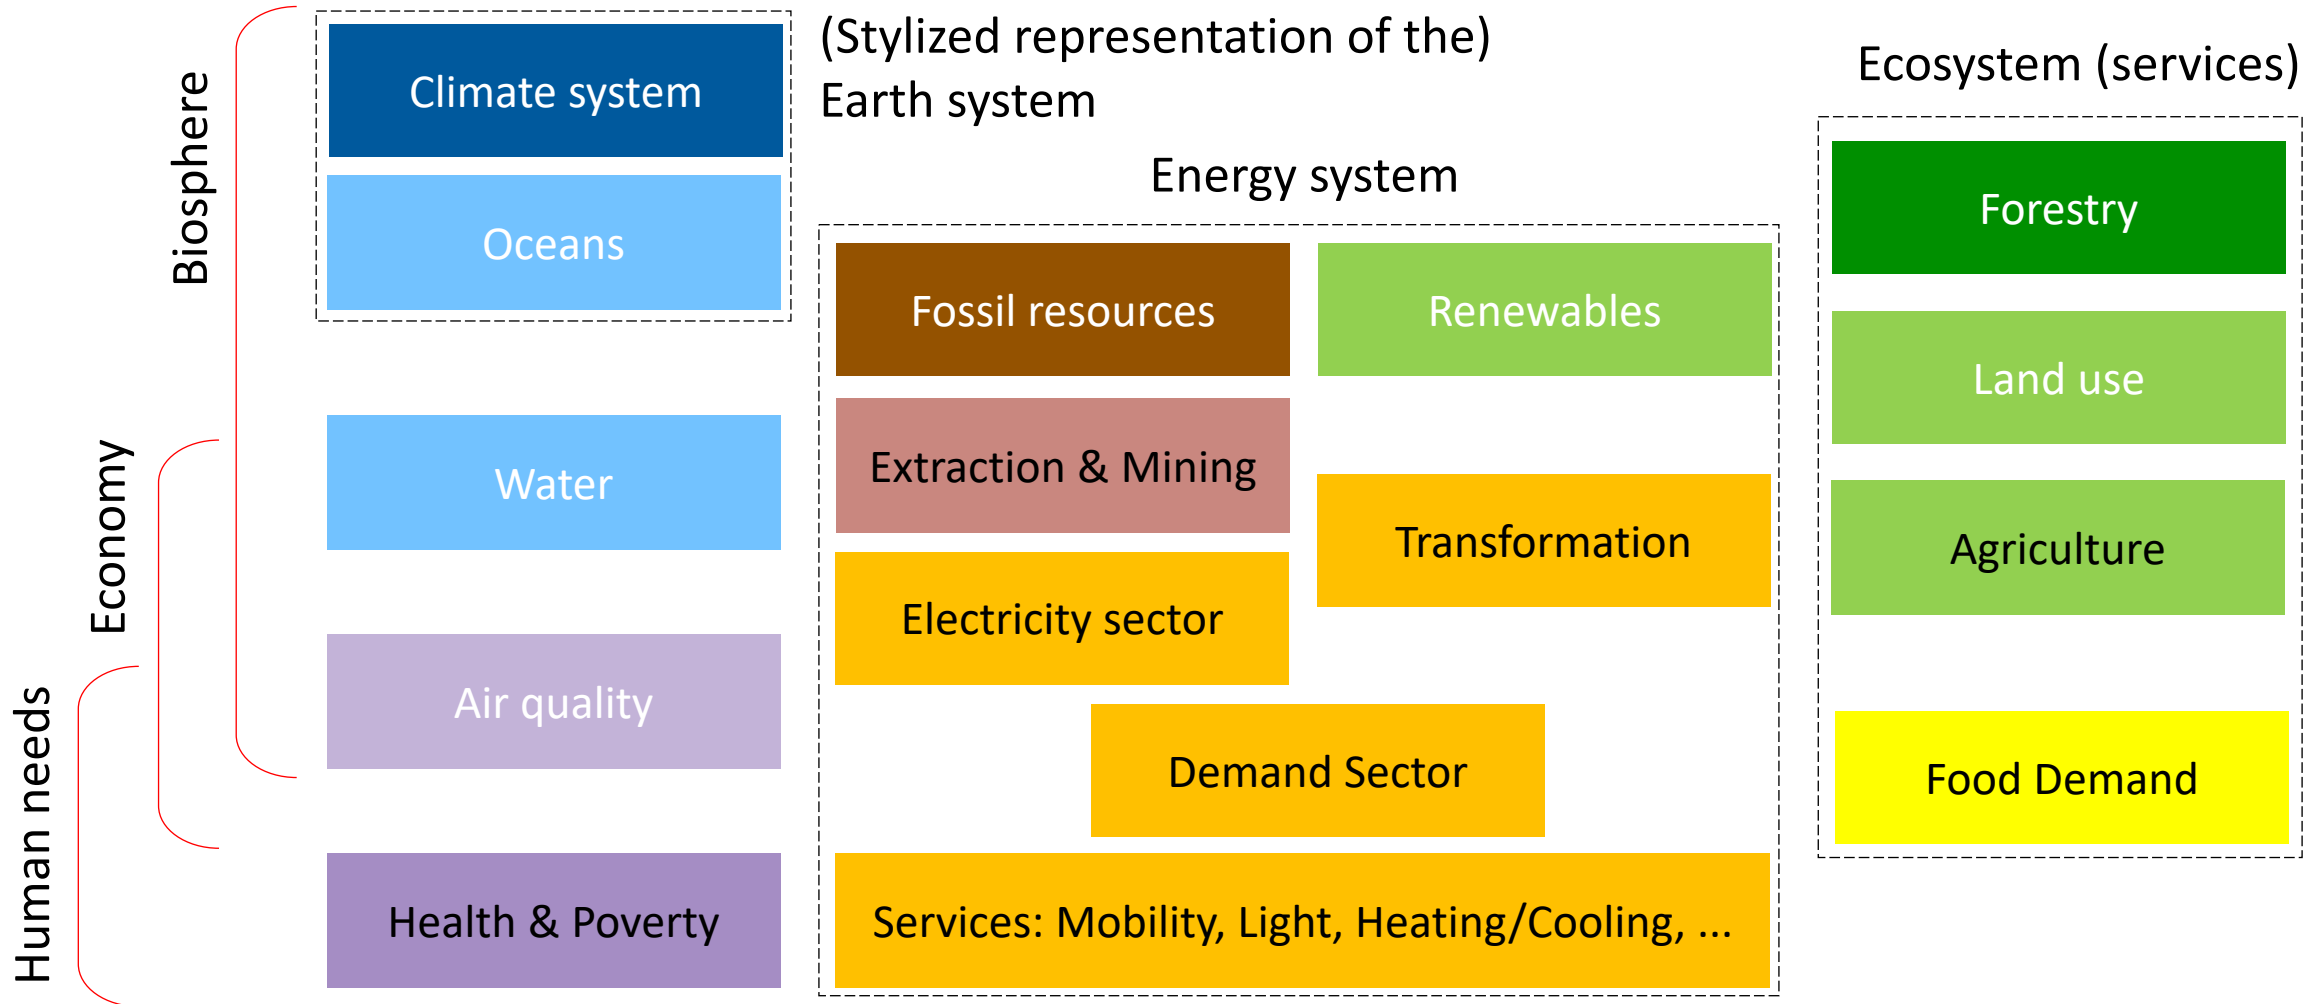 Biosphere
Economy
Human needs
Climate system
Oceans
Water
Air quality
Health & Poverty
(Stylized representation of the)
Earth system
Energy system
Fossil resources
Renewables
Extraction & Mining
Transformation
Electricity sector
Demand Sector
Services: Mobility, Light, Heating/Cooling, ...
Ecosystem (services)
Forestry
Land use
Agriculture
Food Demand